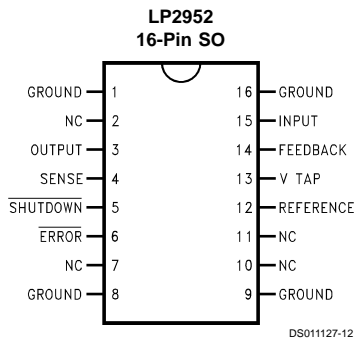 LP2952
16-Pin SO
GROUND 1 16 GROUND
NC 2 15 INPUT
OUTPUT 3 14 FEEDBACK
SENSE 4 13 V TAP
SHUTDOWN 5 12 REFERENCE
ERROR 6 11 NC
NC 7 10 NC
GROUND 8 9 GROUND
DS011127-12